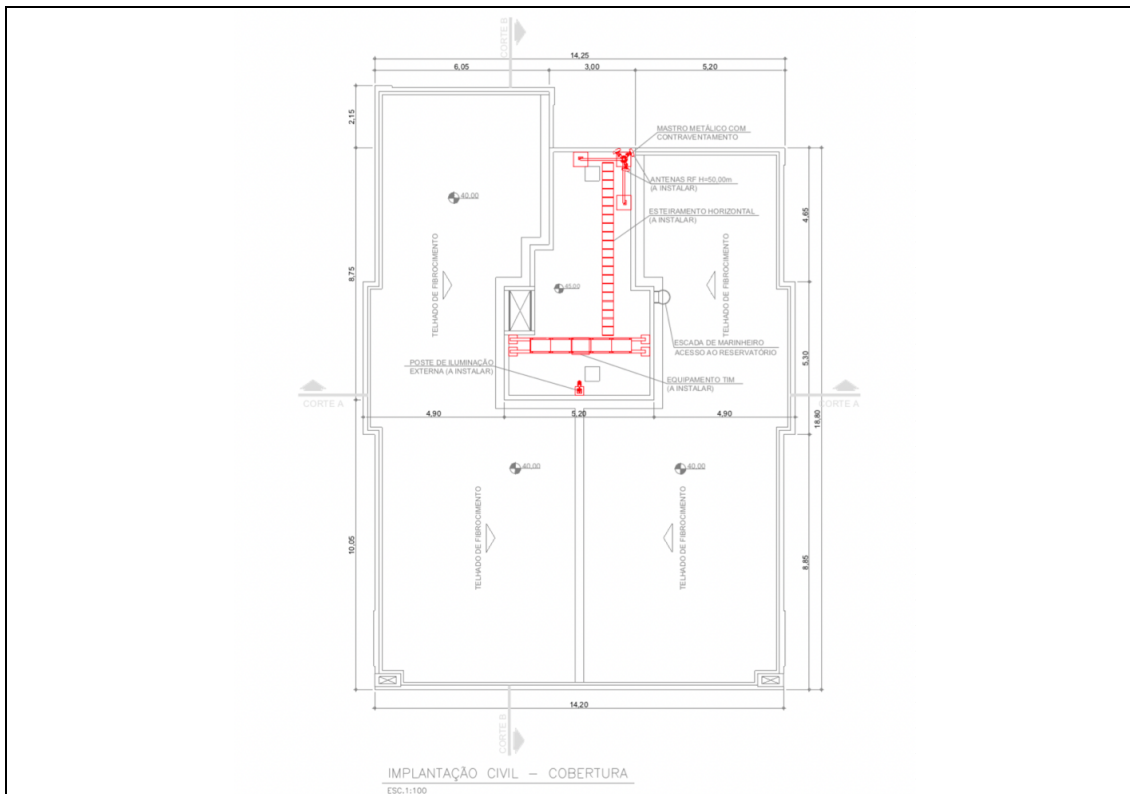 CORTE B
14,25
6,05
3,00
5,20
2,15
MASTRO METÁLICO COM
CONTRAVENTAMENTO
ANTENAS RF H=50,00m
(A INSTALAR)
40,00
ESTEIRAMENTO HORIZONTAL
(A INSTALAR)
4,65
TELHADO DE FIBROCIMENTO
TELHADO DE FIBROCIMENTO
8,75
45,00
ESCADA DE MARINHEIRO
ACESSO AO RESERVATÓRIO
POSTE DE ILUMINAÇÃO
EXTERNA (A INSTALAR)
5,30
EQUIPAMENTO TIM
(A INSTALAR)
CORTE A
CORTE A
4,90
5,20
4,90
18,80
40,00
40,00
TELHADO DE FIBROCIMENTO
TELHADO DE FIBROCIMENTO
10,05
8,85
14,20
CORTE B
IMPLANTAÇÃO CIVIL – COBERTURA
ESC.1:100